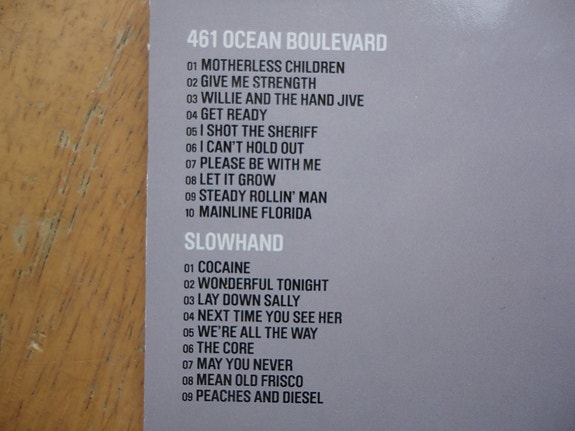 461 OCEAN BOULEVARD
01 MOTHERLESS CHILDREN
02 GIVE ME STRENGTH
03 WILLIE AND THE HAND JIVE
04 GET READY
05 I SHOT THE SHERIFF
06 I CAN'T HOLD OUT
07 PLEASE BE WITH ME
08 LET IT GROW
09 STEADY ROLLIN' MAN
10 MAINLINE FLORIDA
SLOWHAND
01 COCAINE
02 WONDERFUL TONIGHT
03 LAY DOWN SALLY
04 NEXT TIME YOU SEE HER
05 WE'RE ALL THE WAY
06 THE CORE
07 MAY YOU NEVER
08 MEAN OLD FRISCO
09 PEACHES AND DIESEL